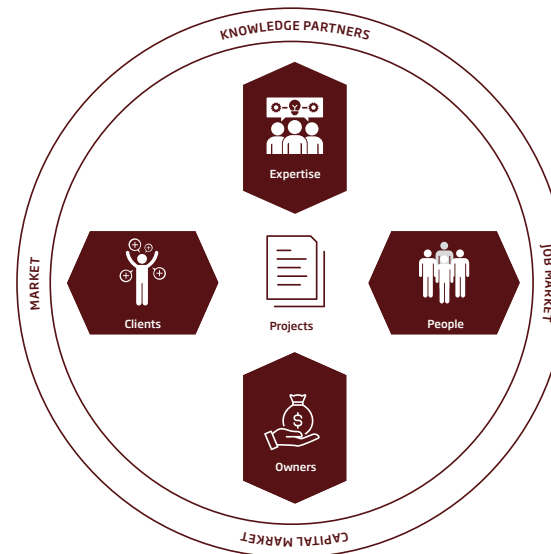 KNOWLEDGE PARTNERS
Expertise
MARKET
Clients
Projects
People
JOB MARKET
$
Owners
CAPITAL MARKET